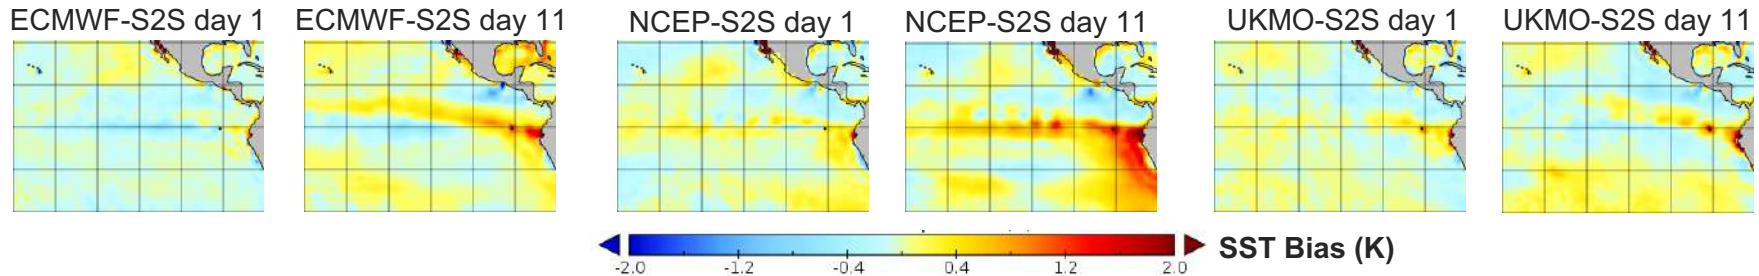 ECMWF-S2S day 1
ECMWF-S2S day 11
NCEP-S2S day 1
NCEP-S2S day 11
UKMO-S2S day 1
UKMO-S2S day 11
-2.0 -1.2 -0.4 0.4 1.2 2.0
SST Bias (K)